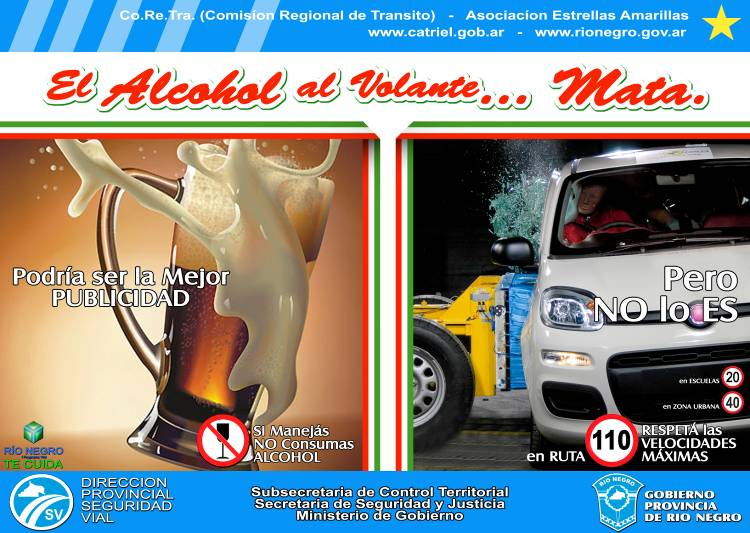 Co.Re.Tra. (Comisíon Regional de Transito) - Asociacíon Estrellas Amarillas
www.catriel.gob.ar - www.rionegro.gov.ar
El Alcohol al Volante... Mata.
Podría ser la Mejor
PUBLICIDAD
Pero
NO lo ES
en ESCUELAS 20
en ZONA URBANA 40
Si Manejás
NO Consumas
ALCOHOL
en RUTA 110
RESPETÁ las
VELOCIDADES
MÁXIMAS
RÍO NEGRO
TE CUIDA
SV
DIRECCION
PROVINCIAL
SEGURIDAD
VIAL
Subsecretaria de Control Territorial
Secretaria de Seguridad y Justicia
Ministerio de Gobierno
RIO NEGRO
GOBIERNO
PROVINCIA
DE RIO NEGRO